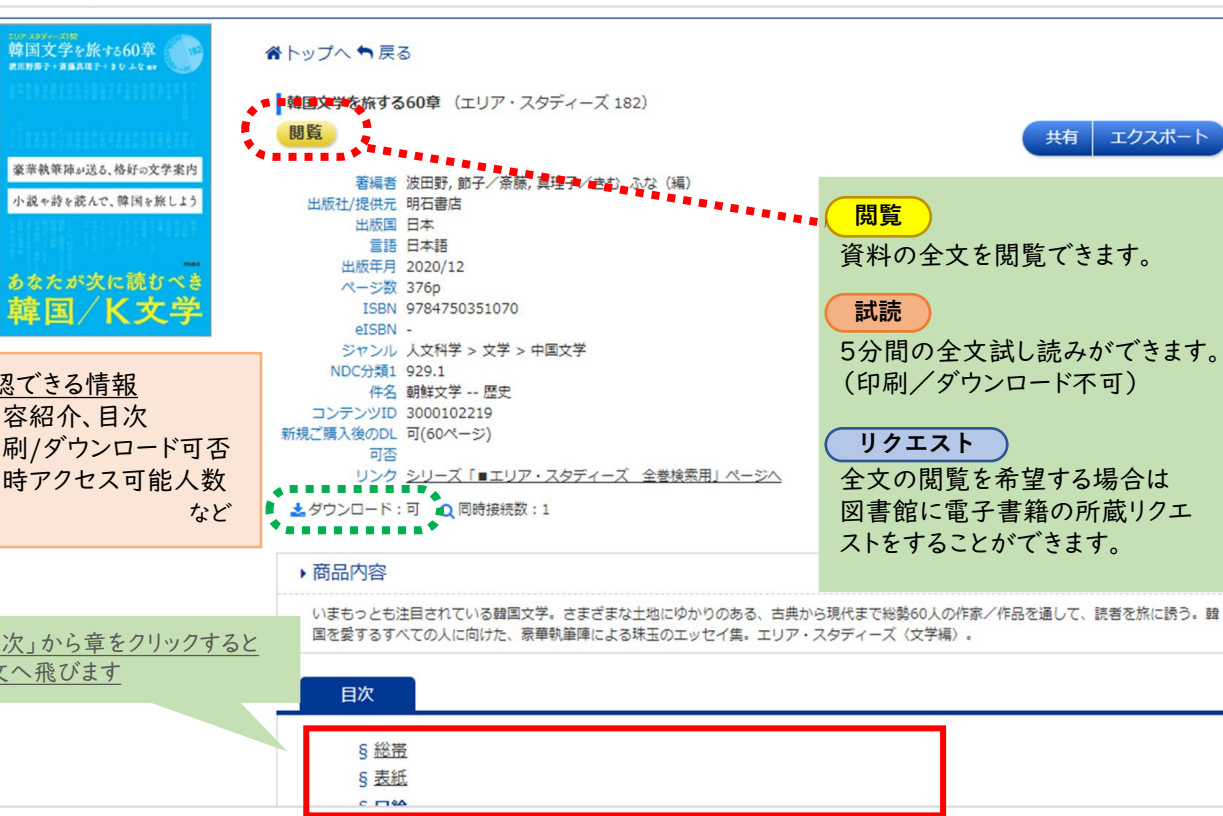 エリア・スタディーズ182
韓国文学を旅する60章
波田野節子+斎藤真理子+きむ ふな 編著
豪華執筆陣が送る、格好の文学案内
小説や詩を読んで、韓国を旅しよう
あなたが次に読むべき
韓国/K文学
トップへ 戻る
韓国文学を旅する60章 （エリア・スタディーズ 182）
閲覧
共有 エクスポート
著編者 波田野, 節子／斎藤, 真理子／きむ, ふな（編）
出版社/提供元 明石書店
出版国 日本
言語 日本語
出版年月 2020/12
ページ数 376p
ISBN 9784750351070
eISBN -
ジャンル 人文科学 > 文学 > 中国文学
NDC分類1 929.1
件名 朝鮮文学 -- 歴史
コンテンツID 3000102219
新規ご購入後のDL可否 可(60ページ)
リンク シリーズ「■エリア・スタディーズ 全巻検索用」ページへ
ダウンロード：可 同時接続数：1
閲覧
資料の全文を閲覧できます。
試読
5分間の全文試し読みができます。
（印刷／ダウンロード不可）
リクエスト
全文の閲覧を希望する場合は
図書館に電子書籍の所蔵リクエ
ストをすることができます。
認できる情報
容紹介、目次
刷/ダウンロード可否
時アクセス可能人数
など
商品内容
いまもっとも注目されている韓国文学。さまざまな土地にゆかりのある、古典から現代まで総勢60人の作家／作品を通して、読者を旅に誘う。韓
国を愛するすべての人に向けた、豪華執筆陣による珠玉のエッセイ集。エリア・スタディーズ〈文学編〉。
次」から章をクリックすると
文へ飛びます
目次
§ 総帯
§ 表紙
§ 口絵